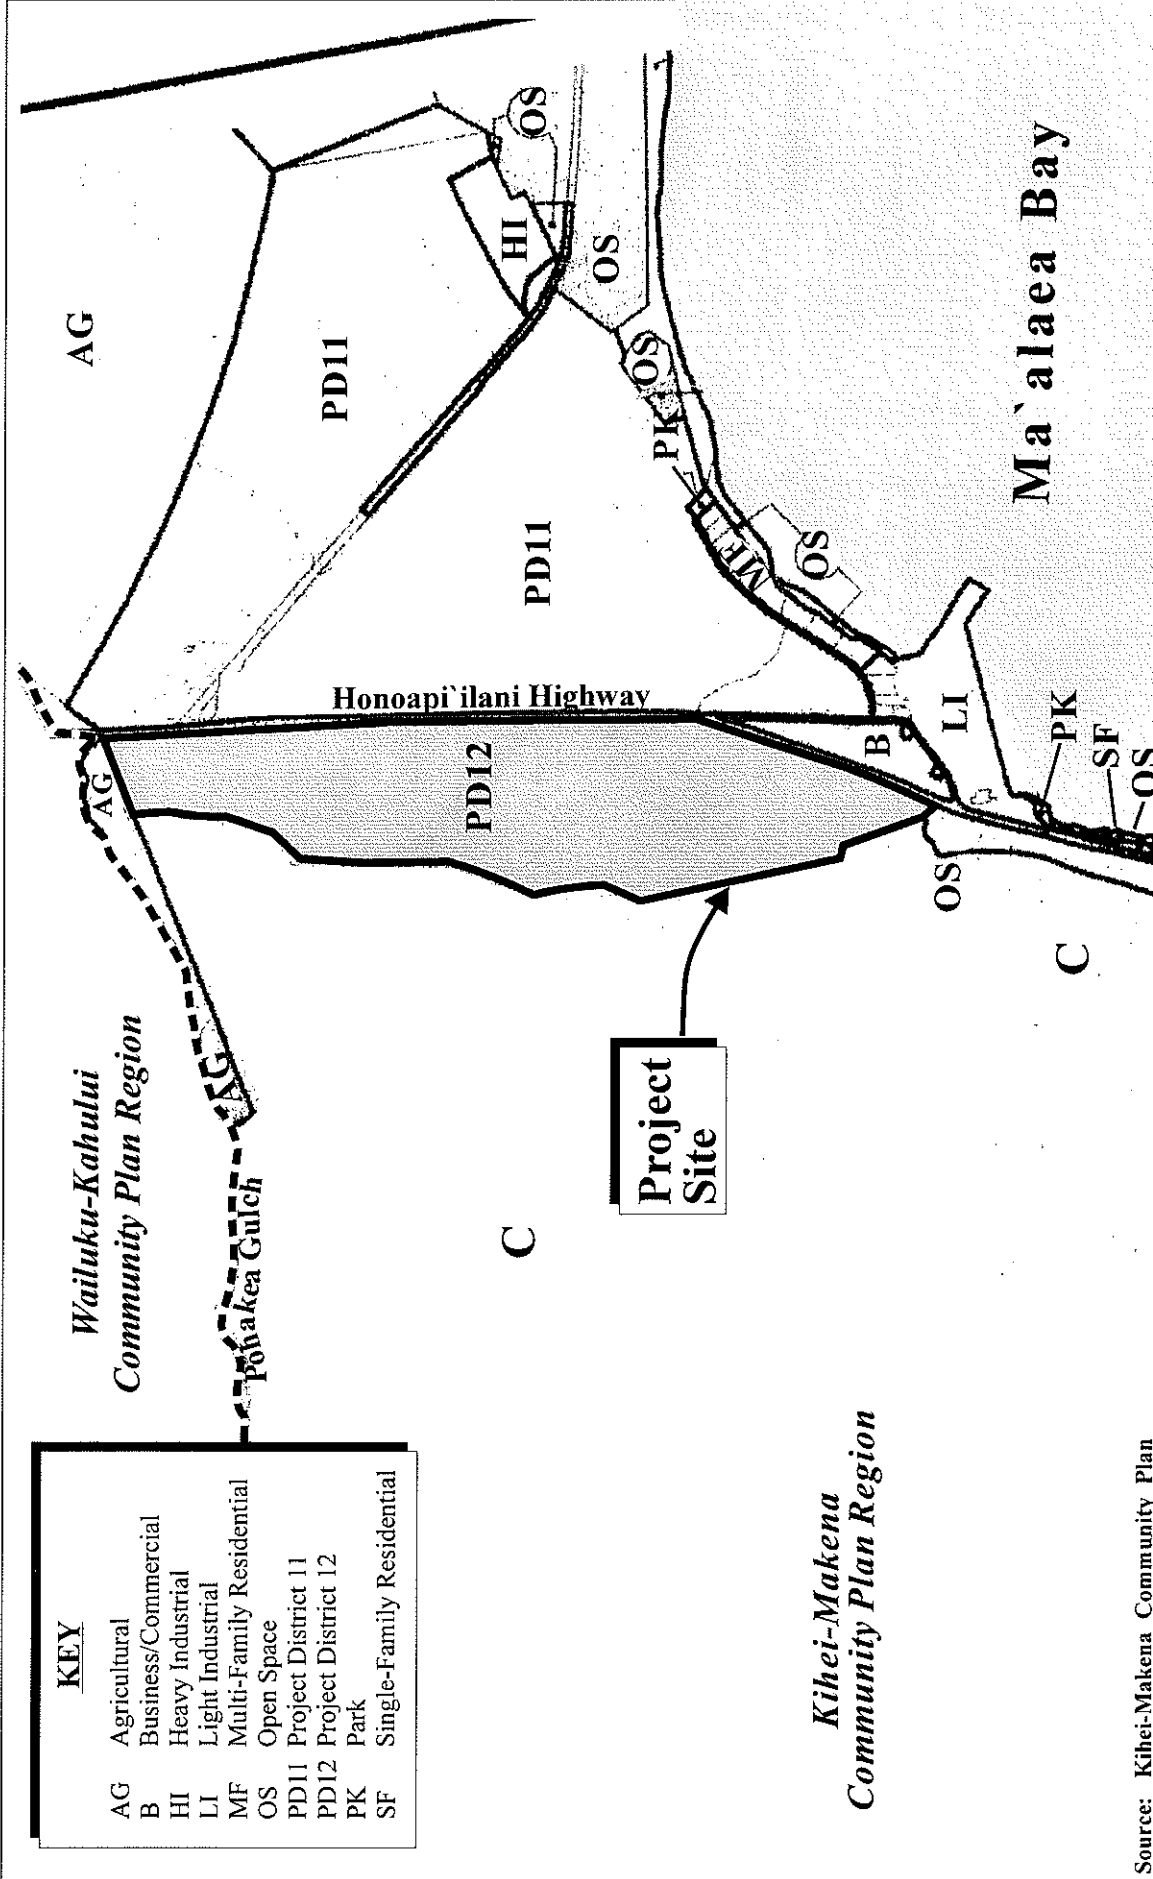 KEY
AG Agricultural
B Business/Commercial
HI Heavy Industrial
LI Light Industrial
MF Multi-Family Residential
OS Open Space
PD11 Project District 11
PD12 Project District 12
PK Park
SF Single-Family Residential
Wailuku-Kahului
Community Plan Region
Pohakea Gulch
AG
AG
AG
PD11
HI
OS
OS
PD11
OS
PK
MF
OS
Honoapi`ilani Highway
PD12
B
LI
PK
SF
OS
OS
C
C
Project
Site
Ma`alaea Bay
Kihei-Makena
Community Plan Region
Source: Kihei-Makena Community Plan